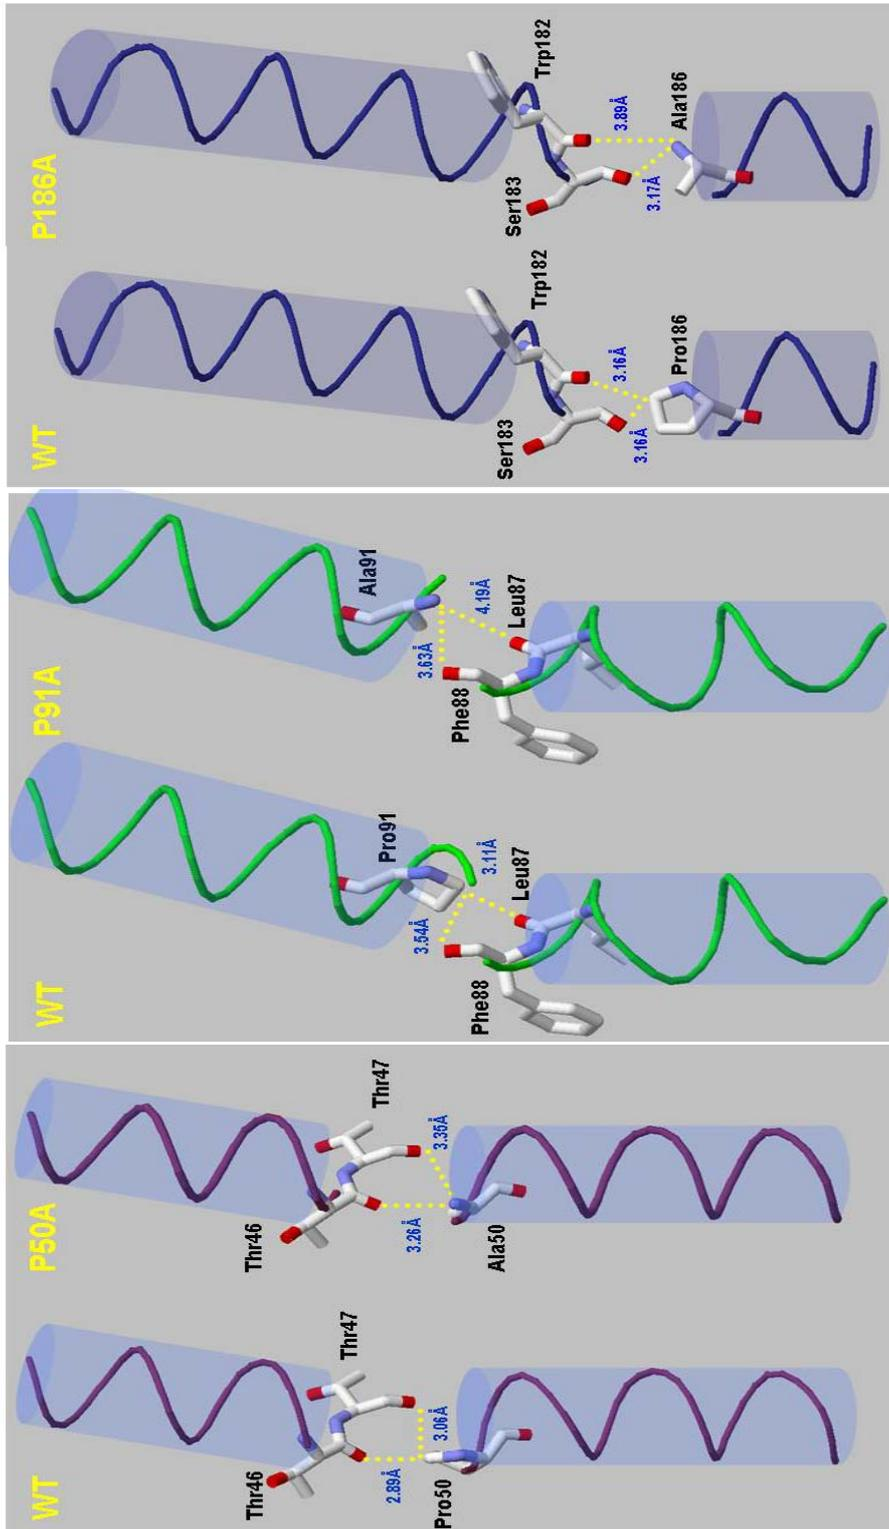 WT
Thr46
Thr47
2.89Å
3.06Å
Pro50
P50A
Thr46
Thr47
3.26Å
3.35Å
Ala50
WT
Pro91
3.54Å
3.11Å
Phe88
Leu87
P91A
Ala91
3.63Å
4.19Å
Phe88
Leu87
WT
Trp182
Ser183
3.16Å
3.16Å
Pro186
P186A
Trp182
Ser183
3.17Å
3.89Å
Ala186